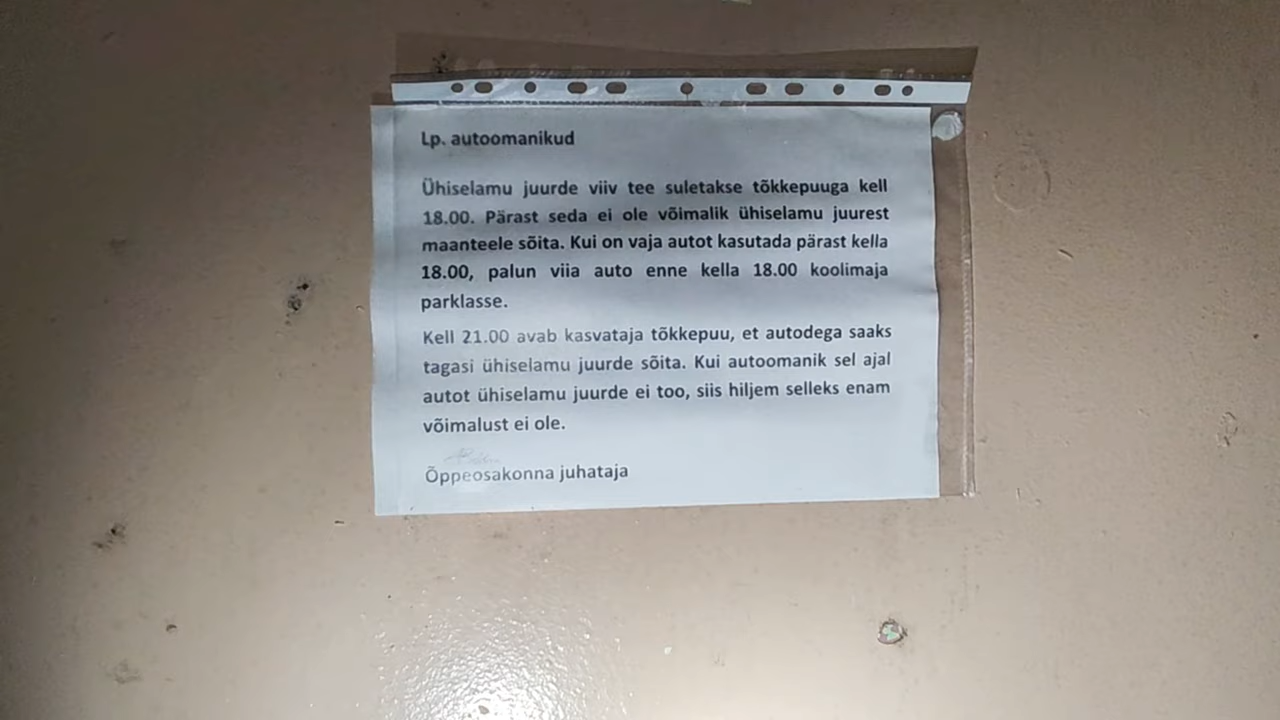 Lp. autoomanikud
Ühiselamu juurde viiv tee suletakse tõkkepuuga kell
18.00. Pärast seda ei ole võimalik ühiselamu juurest
maanteele sõita. Kui on vaja autot kasutada pärast kella
18.00, palun viia auto enne kella 18.00 koolimaja
parklasse.
Kell 21.00 avab kasvataja tõkkepuu, et autodega saaks
tagasi ühiselamu juurde sõita. Kui autoomanik sel ajal
autot ühiselamu juurde ei too, siis hiljem selleks enam
võimalust ei ole.
Õppeosakonna juhataja